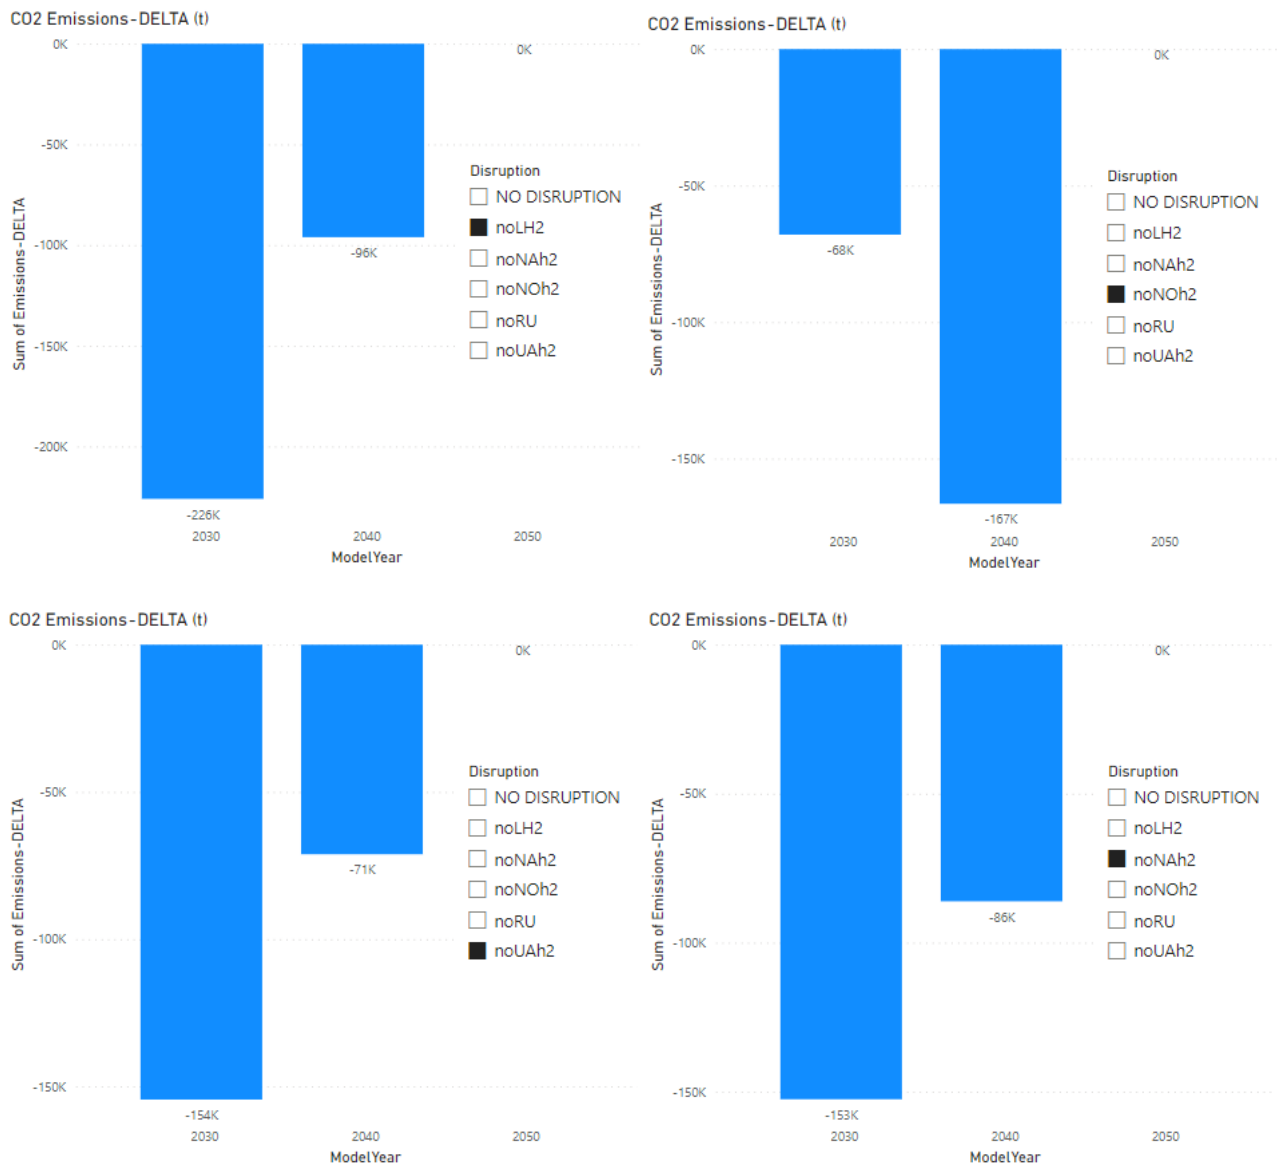 CO2 Emissions-DELTA (t)
0K
0K
-50K
-100K
-150K
-200K
Sum of Emissions-DELTA
-226K
-96K
2030
2040
2050
ModelYear
Disruption
NO DISRUPTION
noLH2
noNAh2
noNOh2
noRU
noUAh2
CO2 Emissions-DELTA (t)
0K
0K
-50K
-100K
-150K
Sum of Emissions-DELTA
-68K
-167K
2030
2040
2050
ModelYear
Disruption
NO DISRUPTION
noLH2
noNAh2
noNOh2
noRU
noUAh2
CO2 Emissions-DELTA (t)
0K
0K
-50K
-100K
-150K
Sum of Emissions-DELTA
-154K
-71K
2030
2040
2050
ModelYear
Disruption
NO DISRUPTION
noLH2
noNAh2
noNOh2
noRU
noUAh2
CO2 Emissions-DELTA (t)
0K
0K
-50K
-100K
-150K
Sum of Emissions-DELTA
-153K
-86K
2030
2040
2050
ModelYear
Disruption
NO DISRUPTION
noLH2
noNAh2
noNOh2
noRU
noUAh2